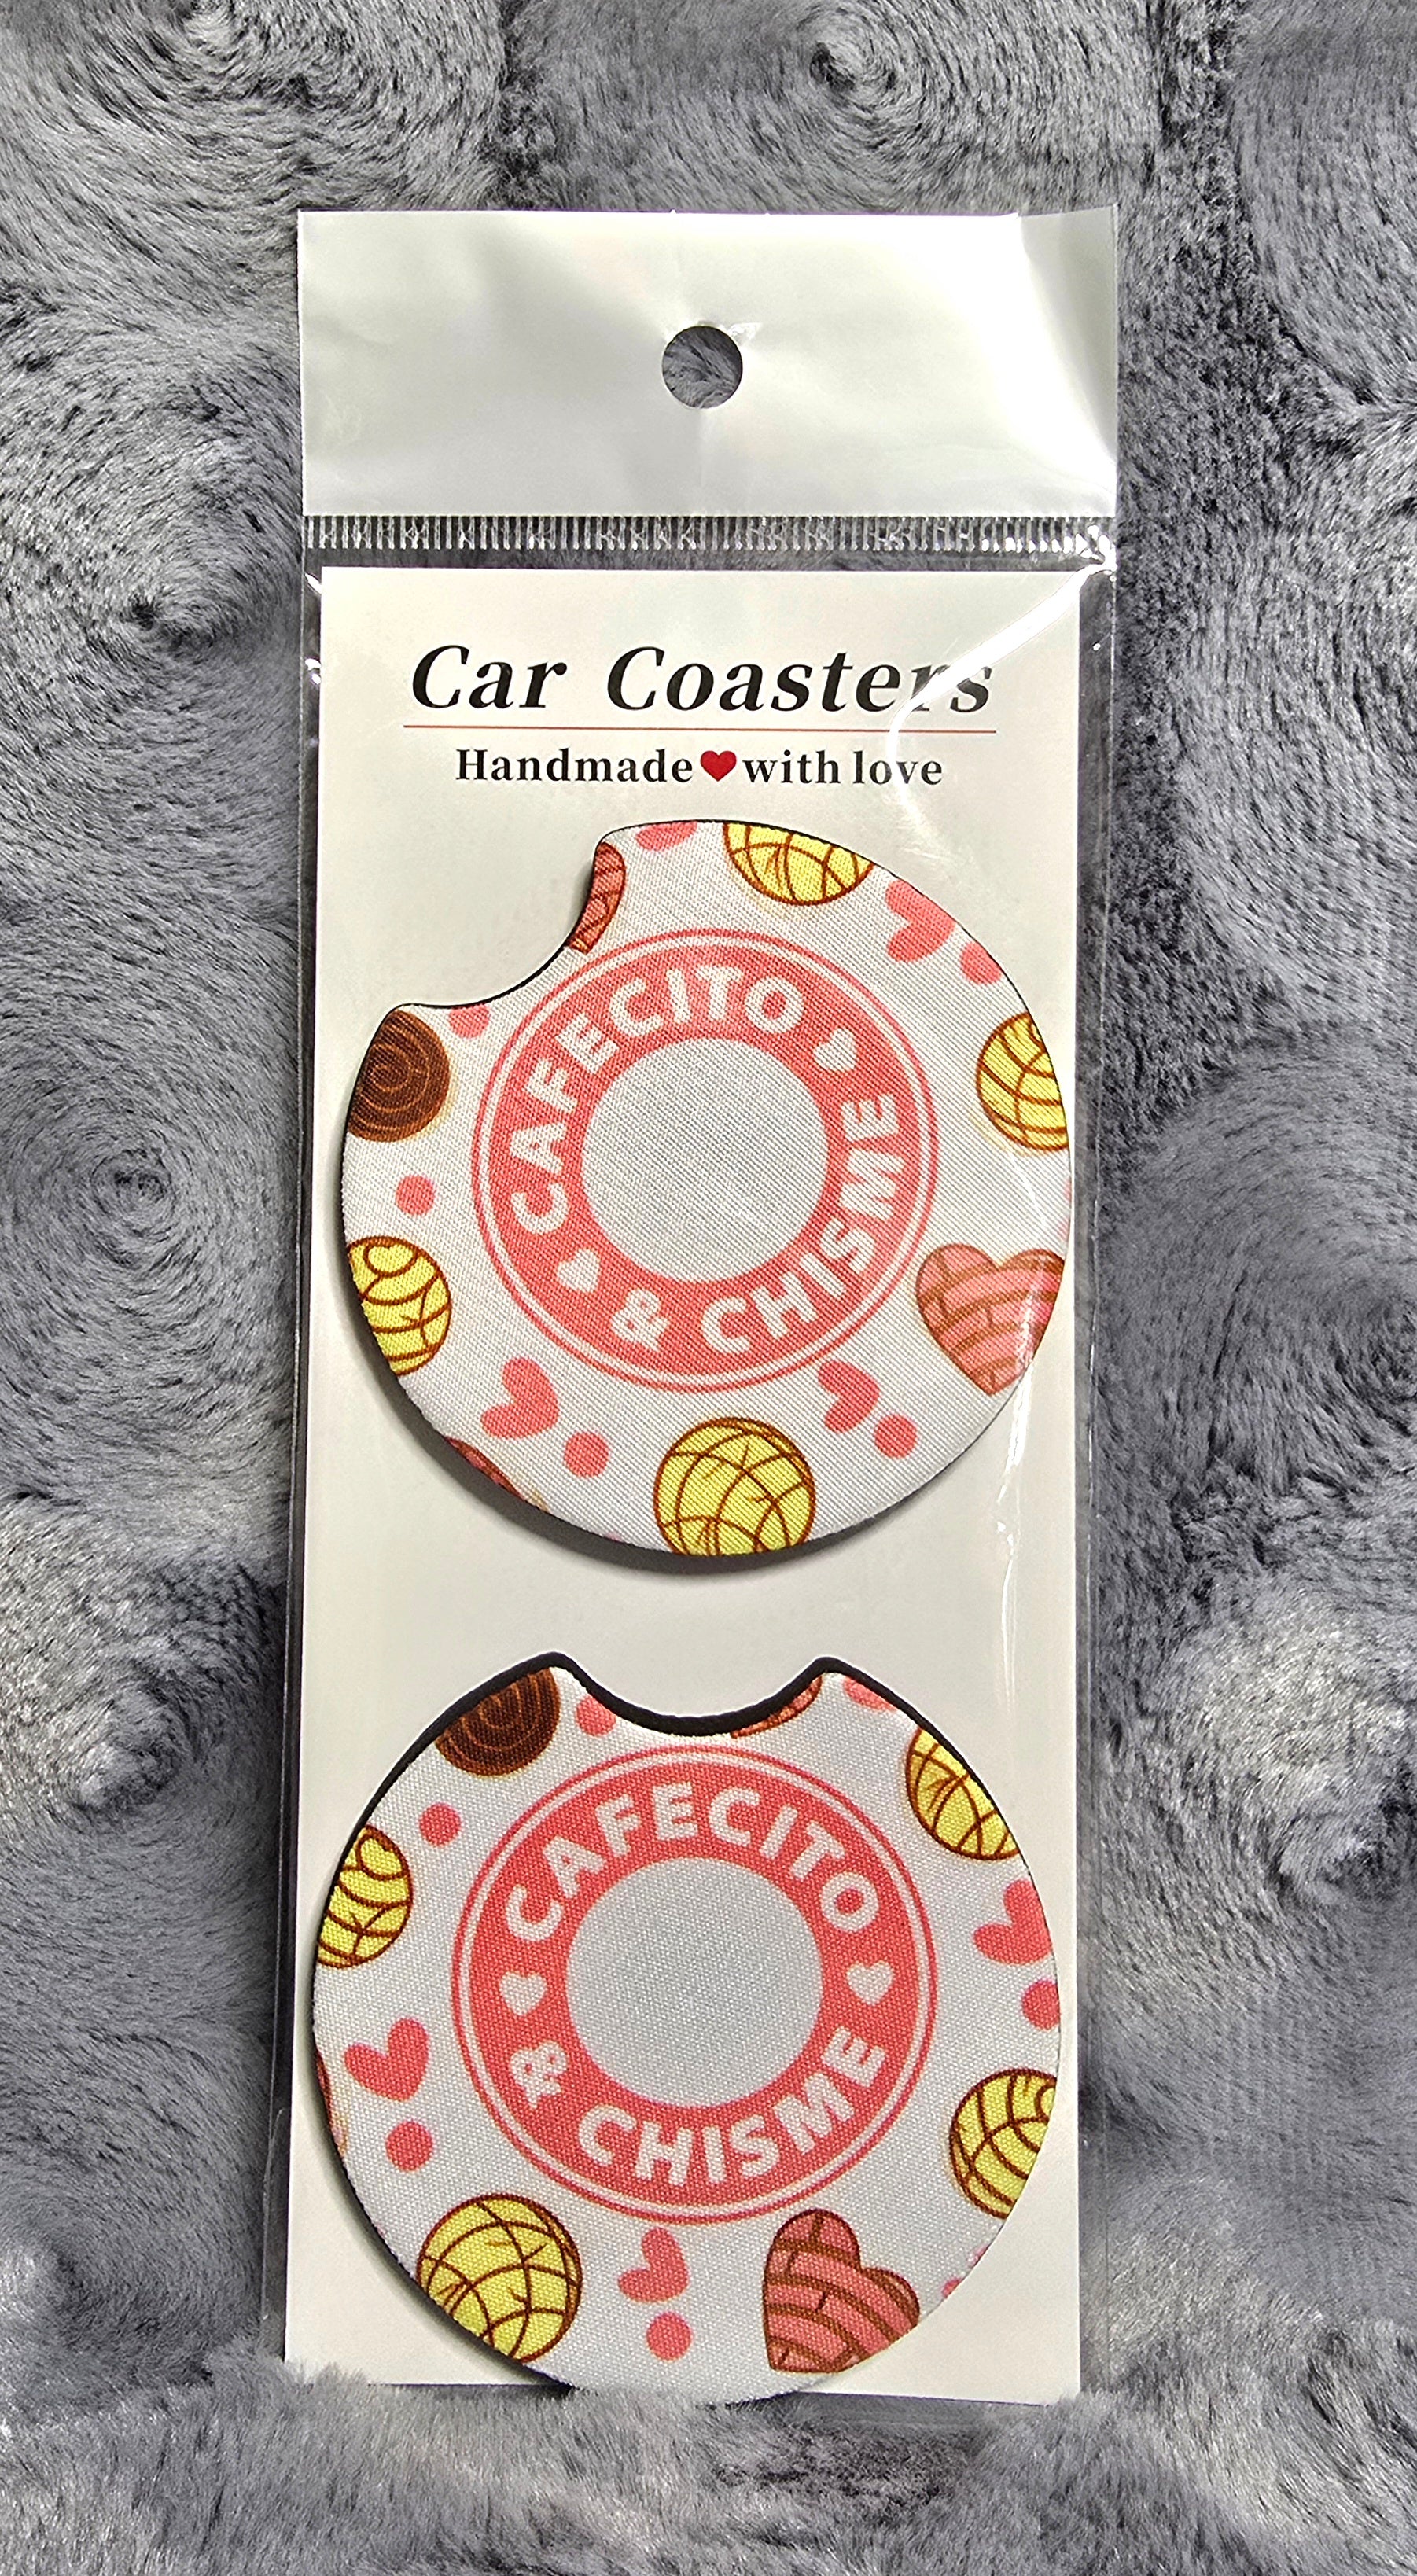 Car Coasters
Handmade❤with love
CAFECITO
& CHISME
CAFECITO
& CHISME